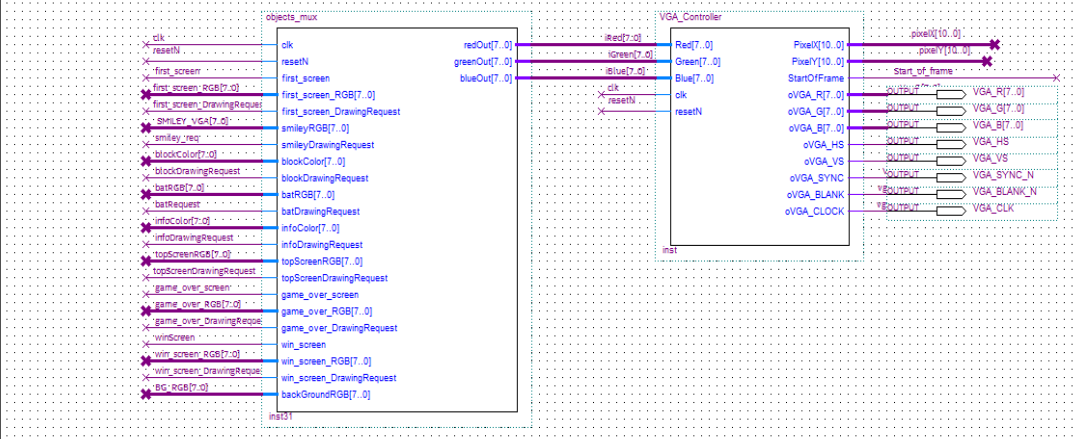 objects_mux
clk
clk
resetN
resetN
first_screen
first_screen
first_screen_RGB[7..0]
first_screen_RGB[7..0]
first_screen_DrawingReques
first_screen_DrawingRequest
SMILEY_VGA[7..0]
smileyRGB[7..0]
smiley_req
smileyDrawingRequest
blockColor[7..0]
blockColor[7..0]
blockDrawingRequest
blockDrawingRequest
batRGB[7..0]
batRGB[7..0]
batRequest
batDrawingRequest
infoColor[7..0]
infoColor[7..0]
infoDrawingRequest
infoDrawingRequest
topScreenRGB[7..0]
topScreenRGB[7..0]
topScreenDrawingRequest
topScreenDrawingRequest
game_over_screen
game_over_screen
game_over_RGB[7..0]
game_over_RGB[7..0]
game_over_DrawingReque
game_over_DrawingRequest
winScreen
win_screen
win_screen_RGB[7..0]
win_screen_RGB[7..0]
win_screen_DrawingReque
win_screen_DrawingRequest
BG_RGB[7..0]
backGroundRGB[7..0]
redOut[7..0]
greenOut[7..0]
blueOut[7..0]
inst31
VGA_Controller
iRed[7..0]
Red[7..0]
iGreen[7..0]
Green[7..0]
iBlue[7..0]
Blue[7..0]
clk
clk
resetN
resetN
PixelX[10..0]
pixelX[10..0]
PixelY[10..0]
pixelY[10..0]
StartOfFrame
Start_of_frame
oVGA_R[7..0]
OUTPUT
VGA_R[7..0]
oVGA_G[7..0]
OUTPUT
VGA_G[7..0]
oVGA_B[7..0]
OUTPUT
VGA_B[7..0]
oVGA_HS
OUTPUT
VGA_HS
oVGA_VS
OUTPUT
VGA_VS
oVGA_SYNC
OUTPUT
VGA_SYNC_N
oVGA_BLANK
OUTPUT
VGA_BLANK_N
oVGA_CLOCK
OUTPUT
VGA_CLK
inst